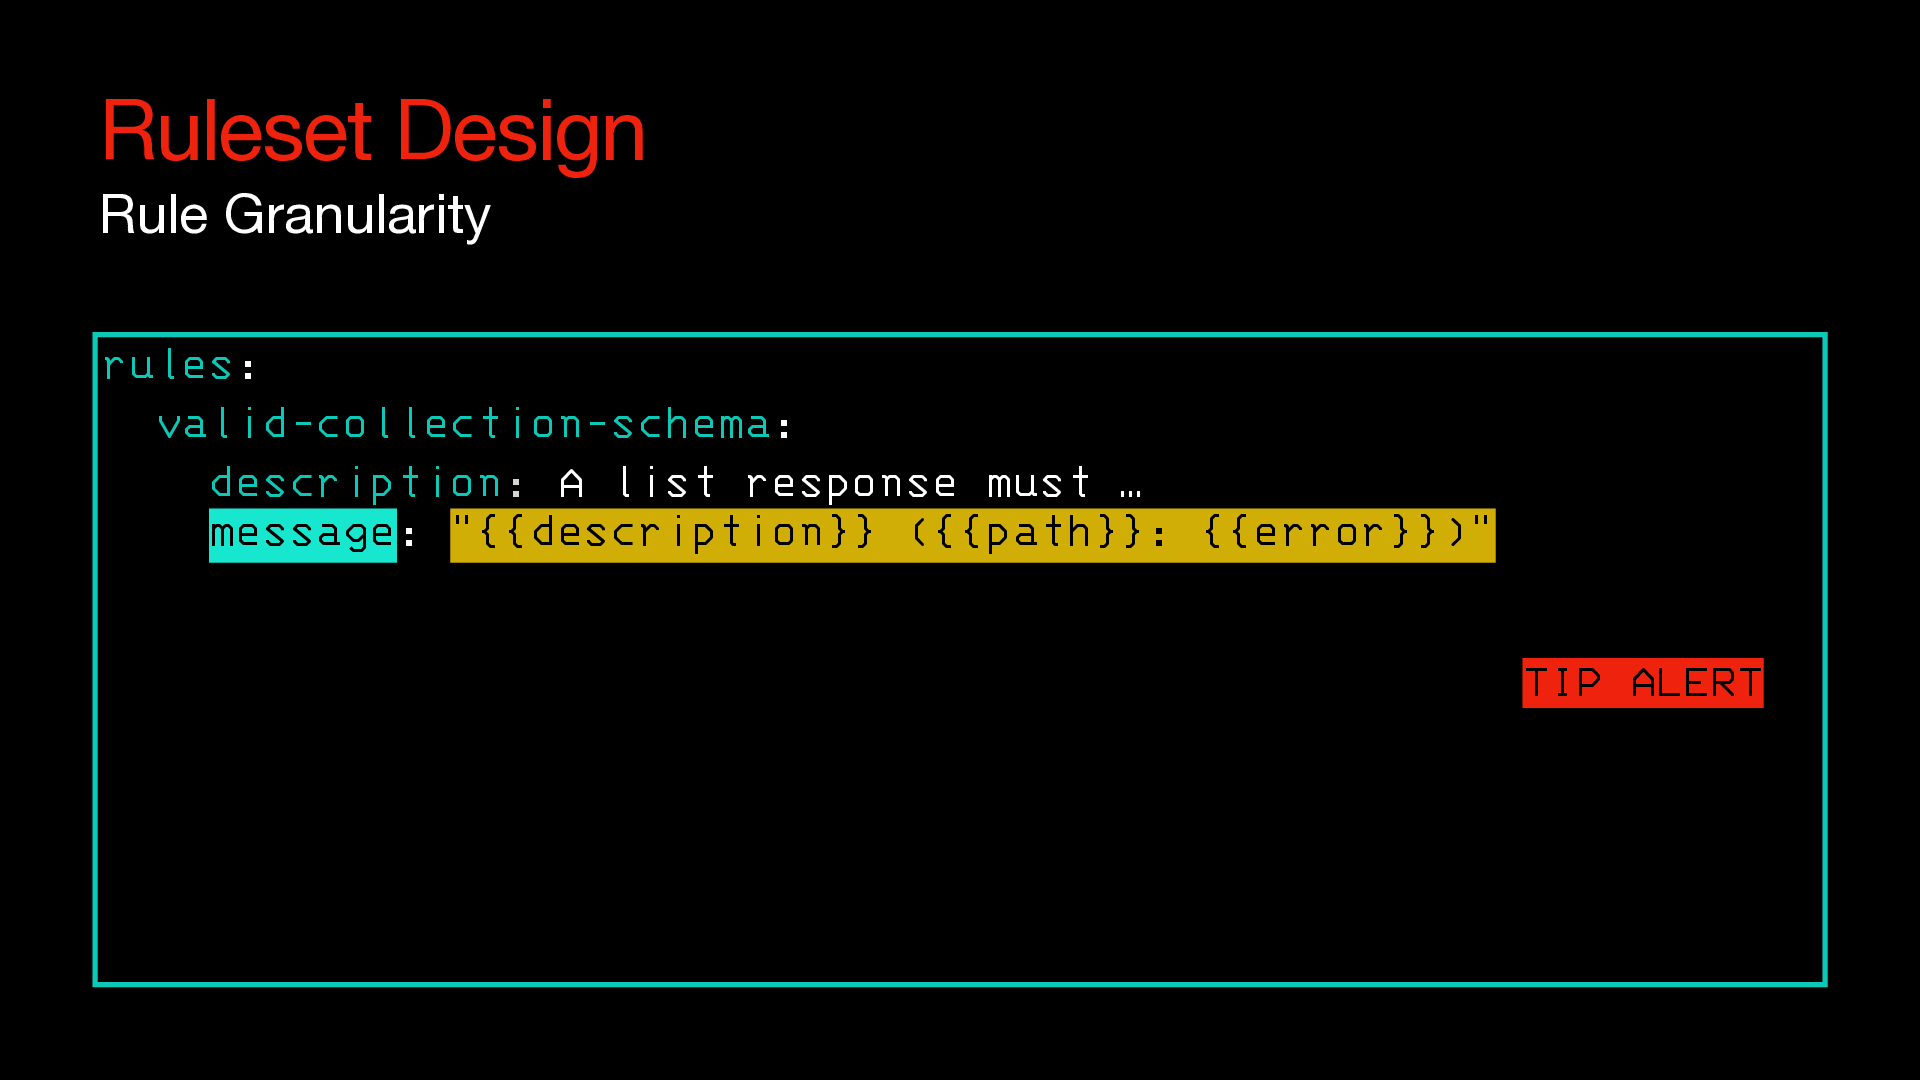 Ruleset Design
Rule Granularity
rules:
valid-collection-schema:
description: A list response must …
message: "{{description}} ({{path}}: {{error}})"
TIP ALERT